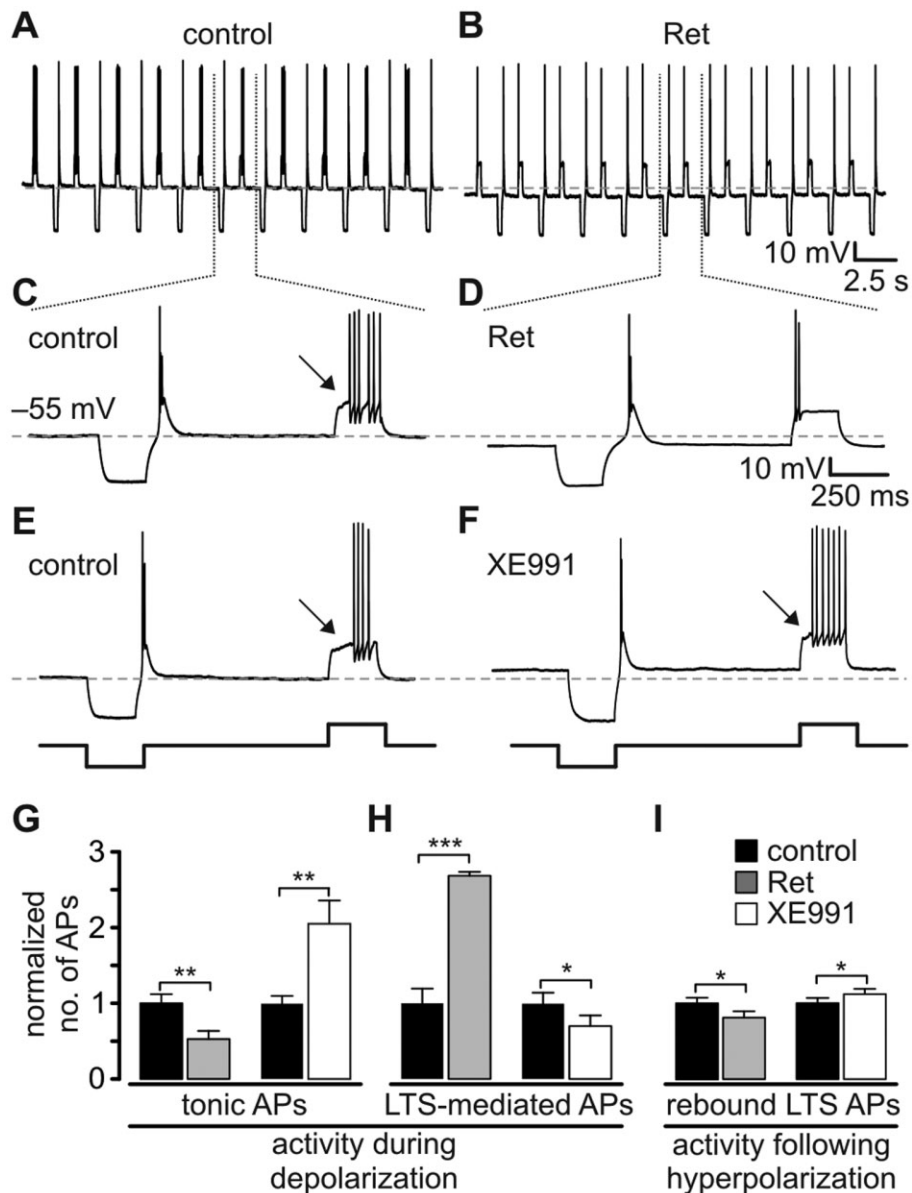 A
control
B
Ret
10 mV
2.5 s
C
control
–55 mV
D
Ret
10 mV
250 ms
E
control
F
XE991
G
H
I
control
Ret
XE991
normalized
no. of APs
3
2
1
0
**
**
***
*
*
*
tonic APs
LTS-mediated APs
rebound LTS APs
activity during
depolarization
activity following
hyperpolarization